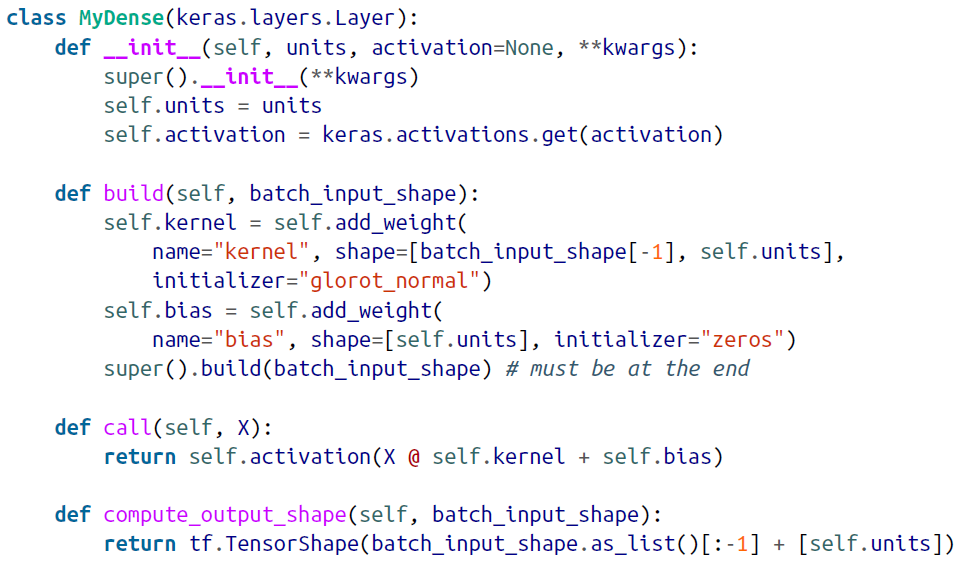 class MyDense(keras.layers.Layer):
    def __init__(self, units, activation=None, **kwargs):
        super().__init__(**kwargs)
        self.units = units
        self.activation = keras.activations.get(activation)

    def build(self, batch_input_shape):
        self.kernel = self.add_weight(
            name="kernel", shape=[batch_input_shape[-1], self.units],
            initializer="glorot_normal")
        self.bias = self.add_weight(
            name="bias", shape=[self.units], initializer="zeros")
        super().build(batch_input_shape) # must be at the end

    def call(self, X):
        return self.activation(X @ self.kernel + self.bias)

    def compute_output_shape(self, batch_input_shape):
        return tf.TensorShape(batch_input_shape.as_list()[:-1] + [self.units])